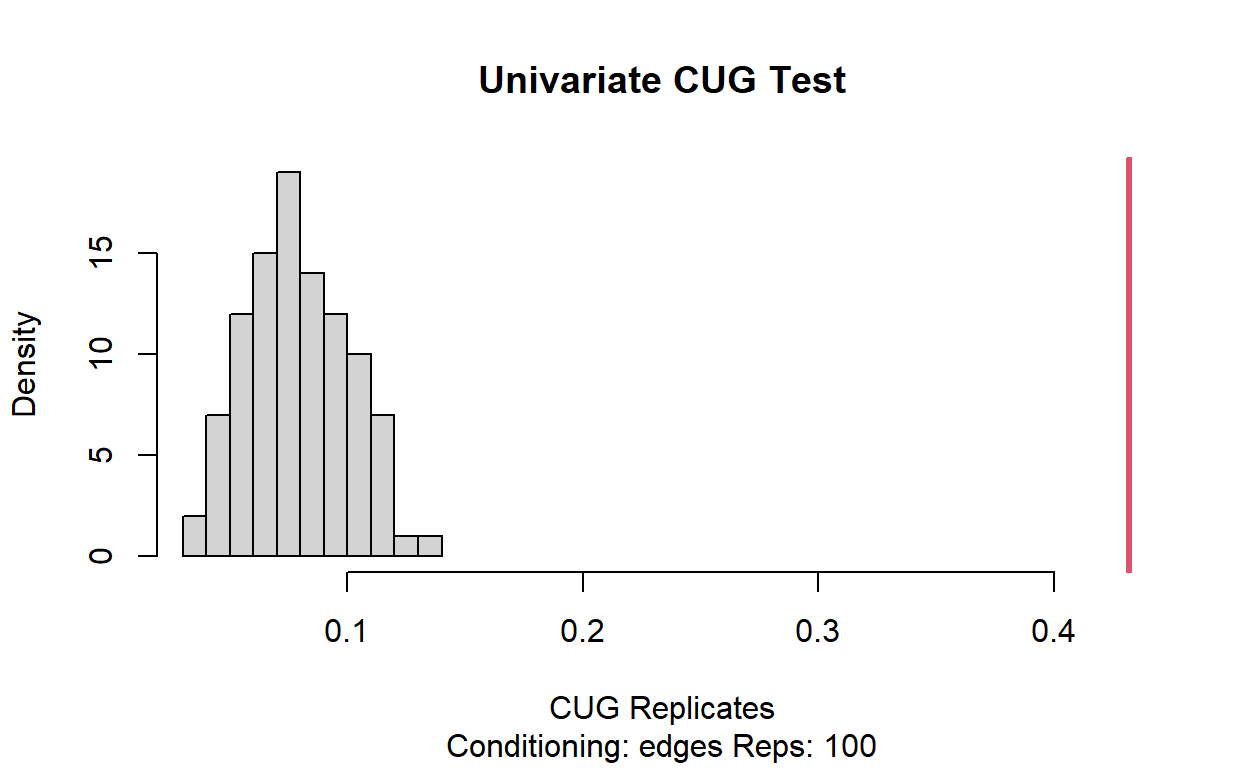 Univariate CUG Test
Density
15
10
5
0
0.1 0.2 0.3 0.4
CUG Replicates
Conditioning: edges Reps: 100